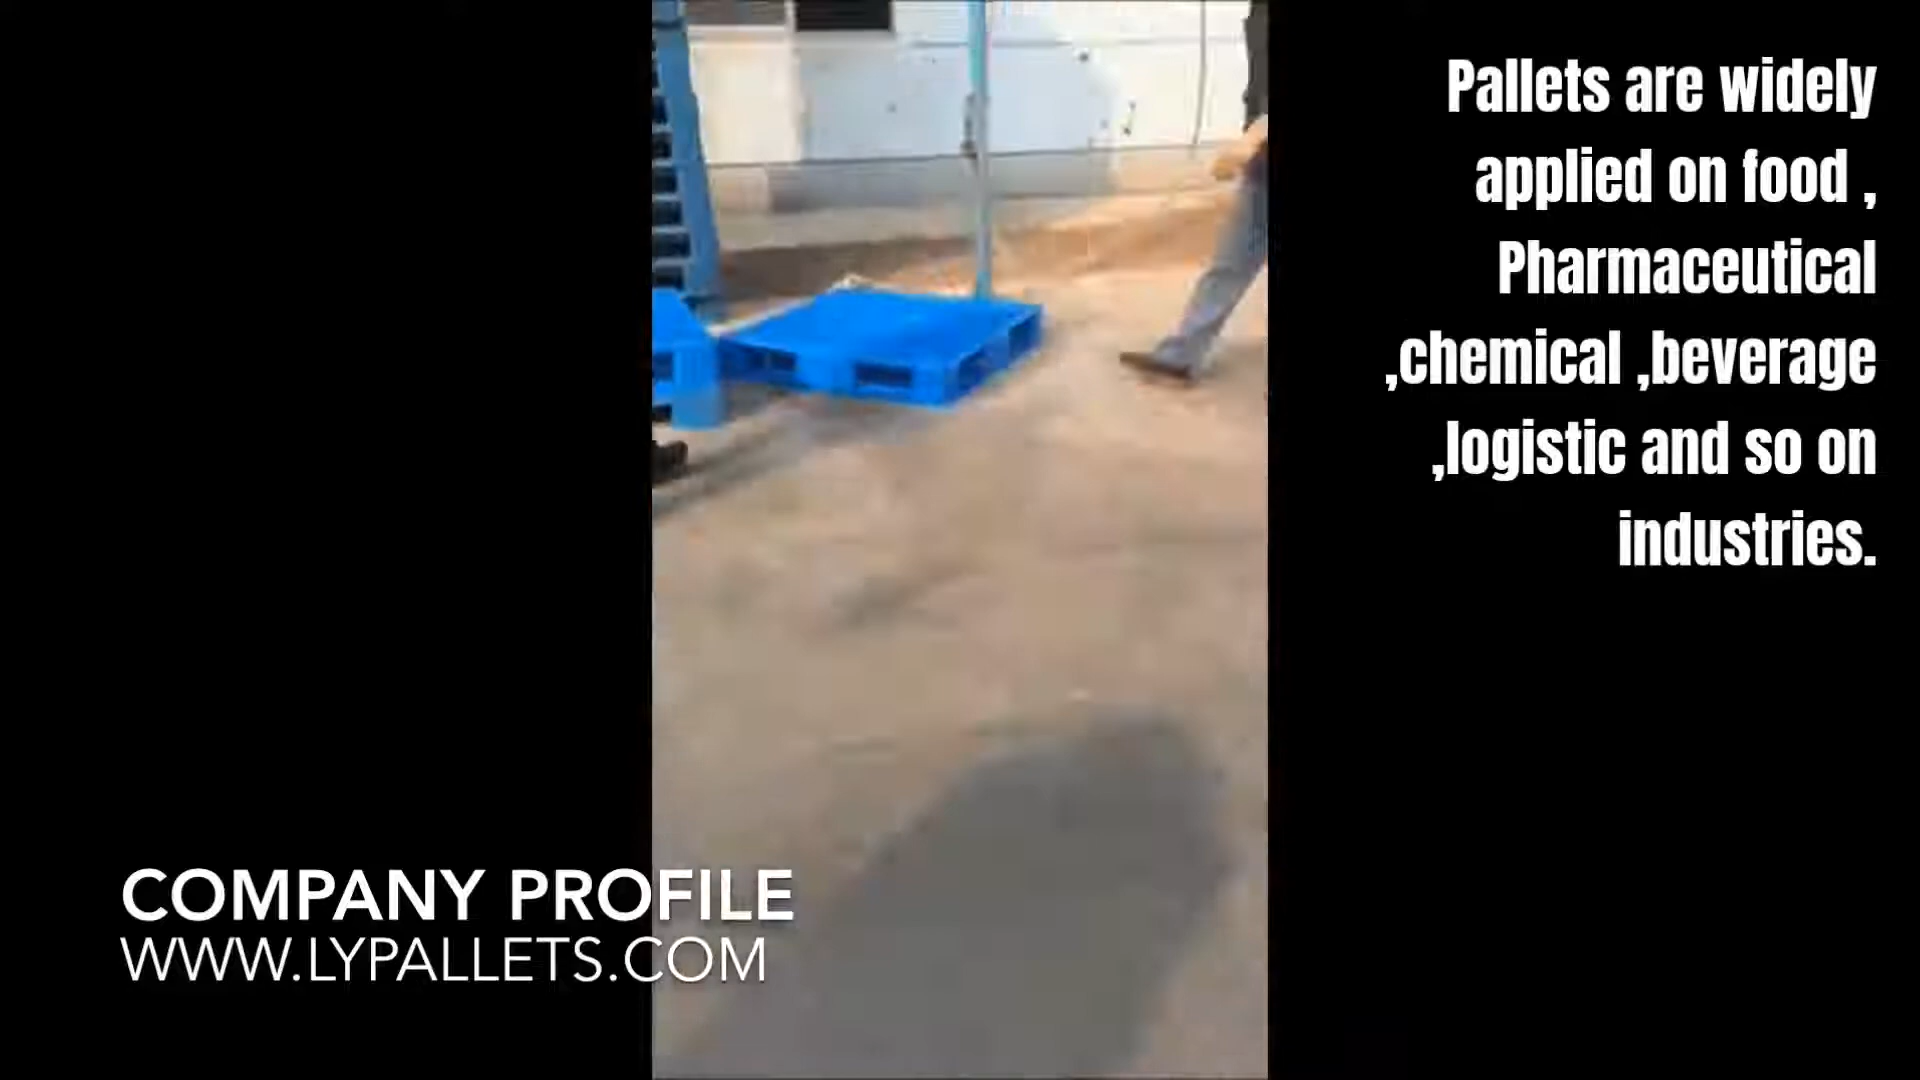 Pallets are widely
applied on food ,
Pharmaceutical
,chemical ,beverage
,logistic and so on
industries.
COMPANY PROFILE
WWW.LYPALLETS.COM